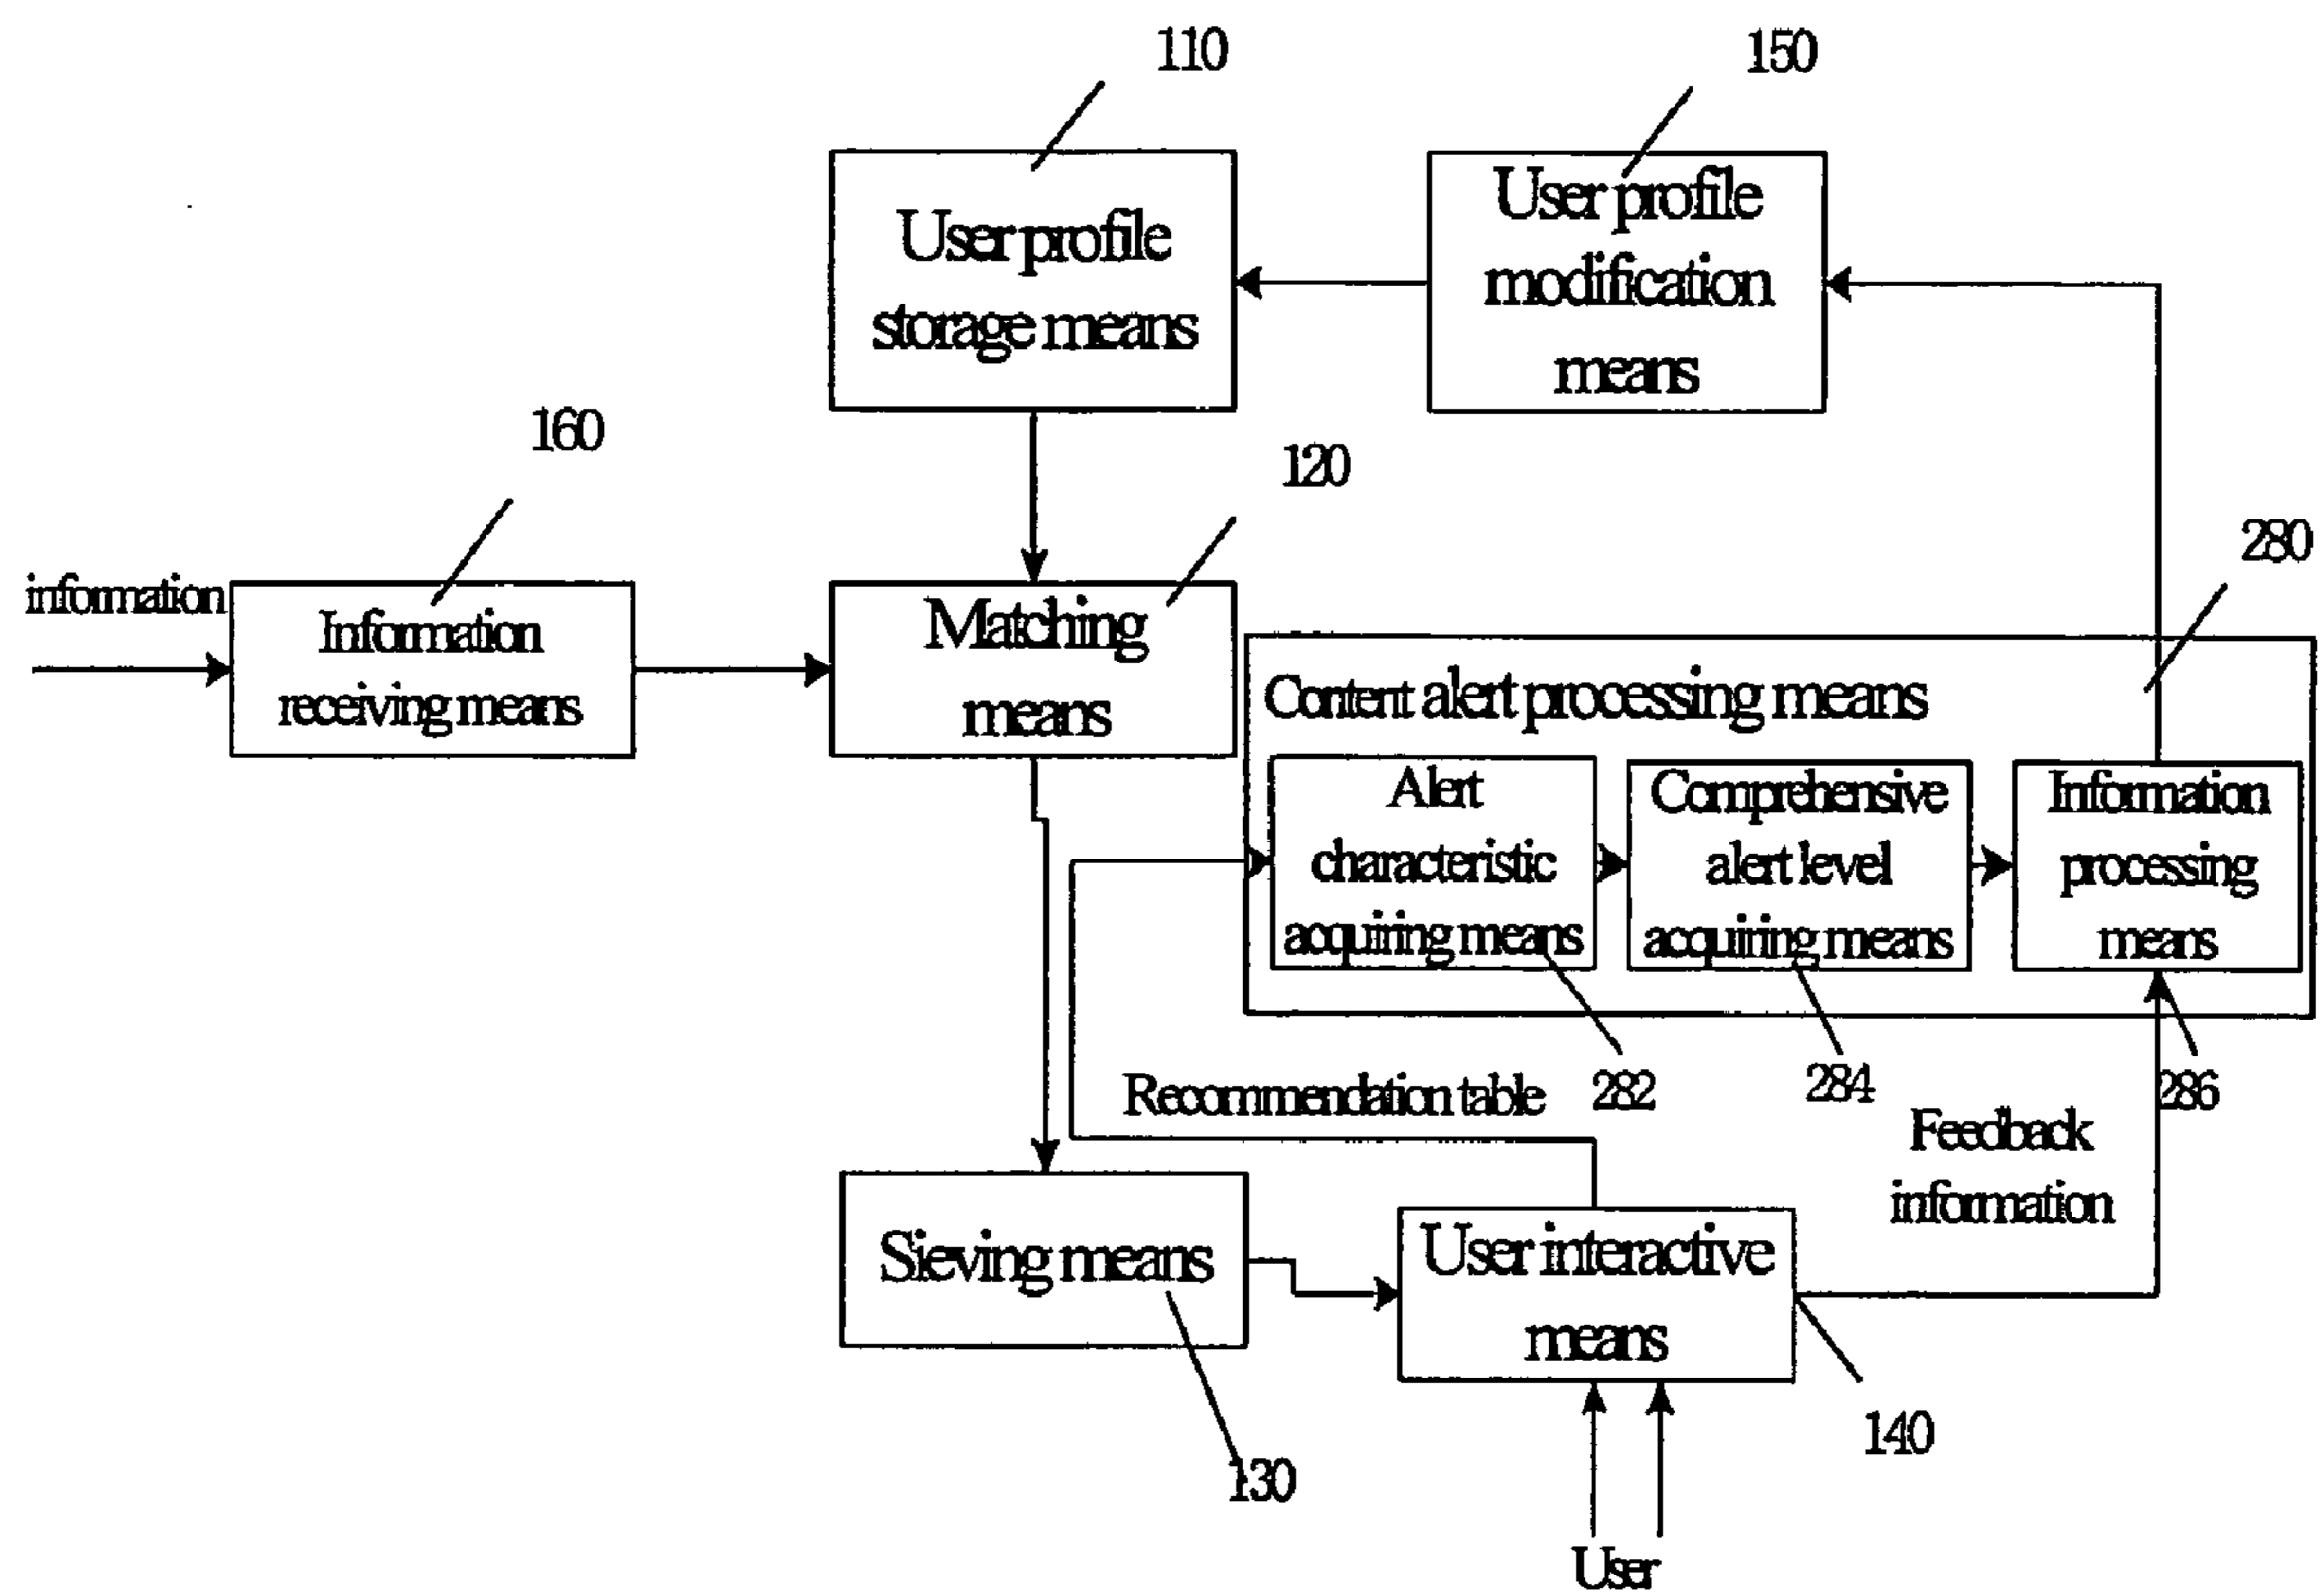 110
150
User profile
storage means
User profile
modification
means
160
120
280
information
Information
receiving means
Matching
means
Content alert processing means
Alert
characteristic
acquiring means
Comprehensive
alert level
acquiring means
Information
processing
means
282
284
286
Recommendation table
Feedback
information
Sieving means
User interactive
means
130
140
User